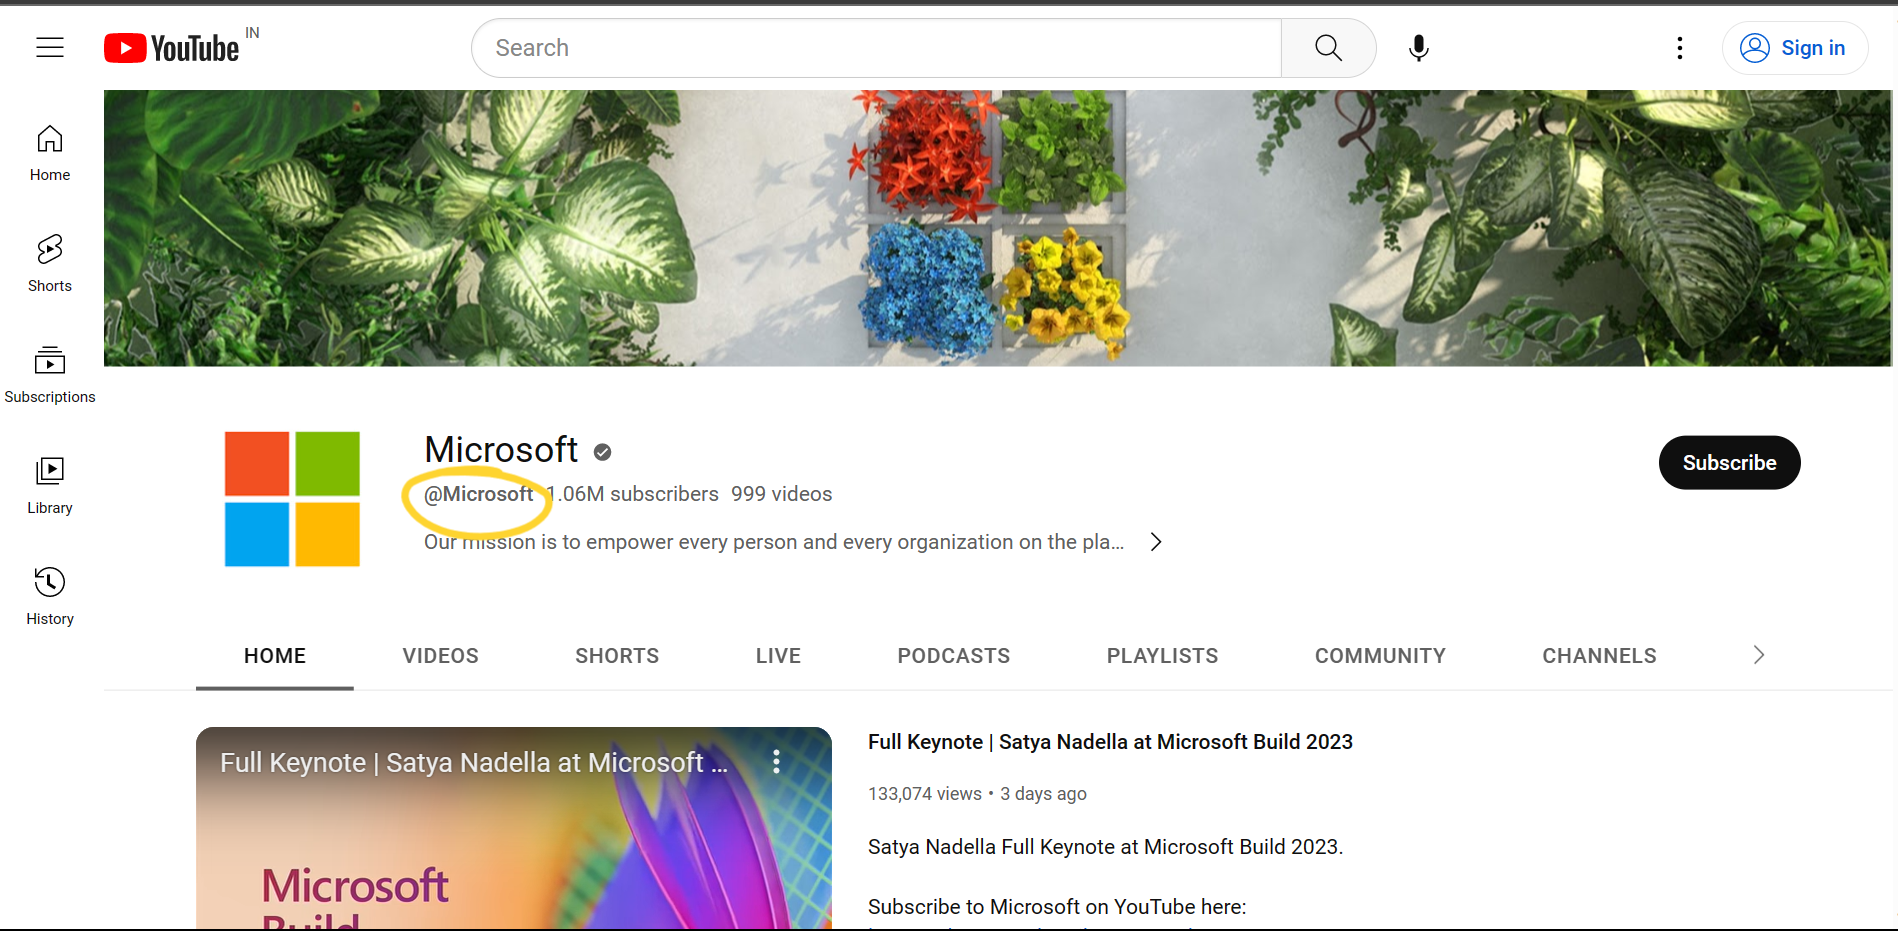 YouTube IN
Search
Sign in
Home
Shorts
Subscriptions
Library
History
Microsoft
@Microsoft 1.06M subscribers 999 videos
Our mission is to empower every person and every organization on the pla...
Subscribe
HOME VIDEOS SHORTS LIVE PODCASTS PLAYLISTS COMMUNITY CHANNELS
Full Keynote | Satya Nadella at Microsoft ...
Microsoft
Build
Full Keynote | Satya Nadella at Microsoft Build 2023
133,074 views • 3 days ago
Satya Nadella Full Keynote at Microsoft Build 2023.
Subscribe to Microsoft on YouTube here: